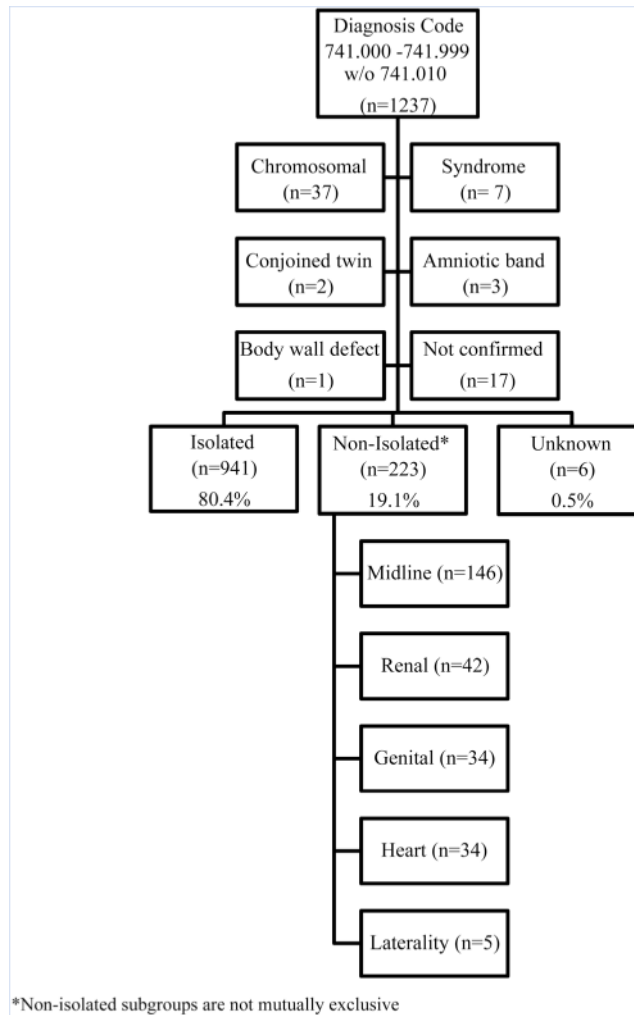 Diagnosis Code
741.000 -741.999
w/o 741.010
(n=1237)
Chromosomal
(n=37)
Syndrome
(n= 7)
Conjoined twin
(n=2)
Amniotic band
(n=3)
Body wall defect
(n=1)
Not confirmed
(n=17)
Isolated
(n=941)
80.4%
Non-Isolated*
(n=223)
19.1%
Unknown
(n=6)
0.5%
Midline (n=146)
Renal (n=42)
Genital (n=34)
Heart (n=34)
Laterality (n=5)
*Non-isolated subgroups are not mutually exclusive